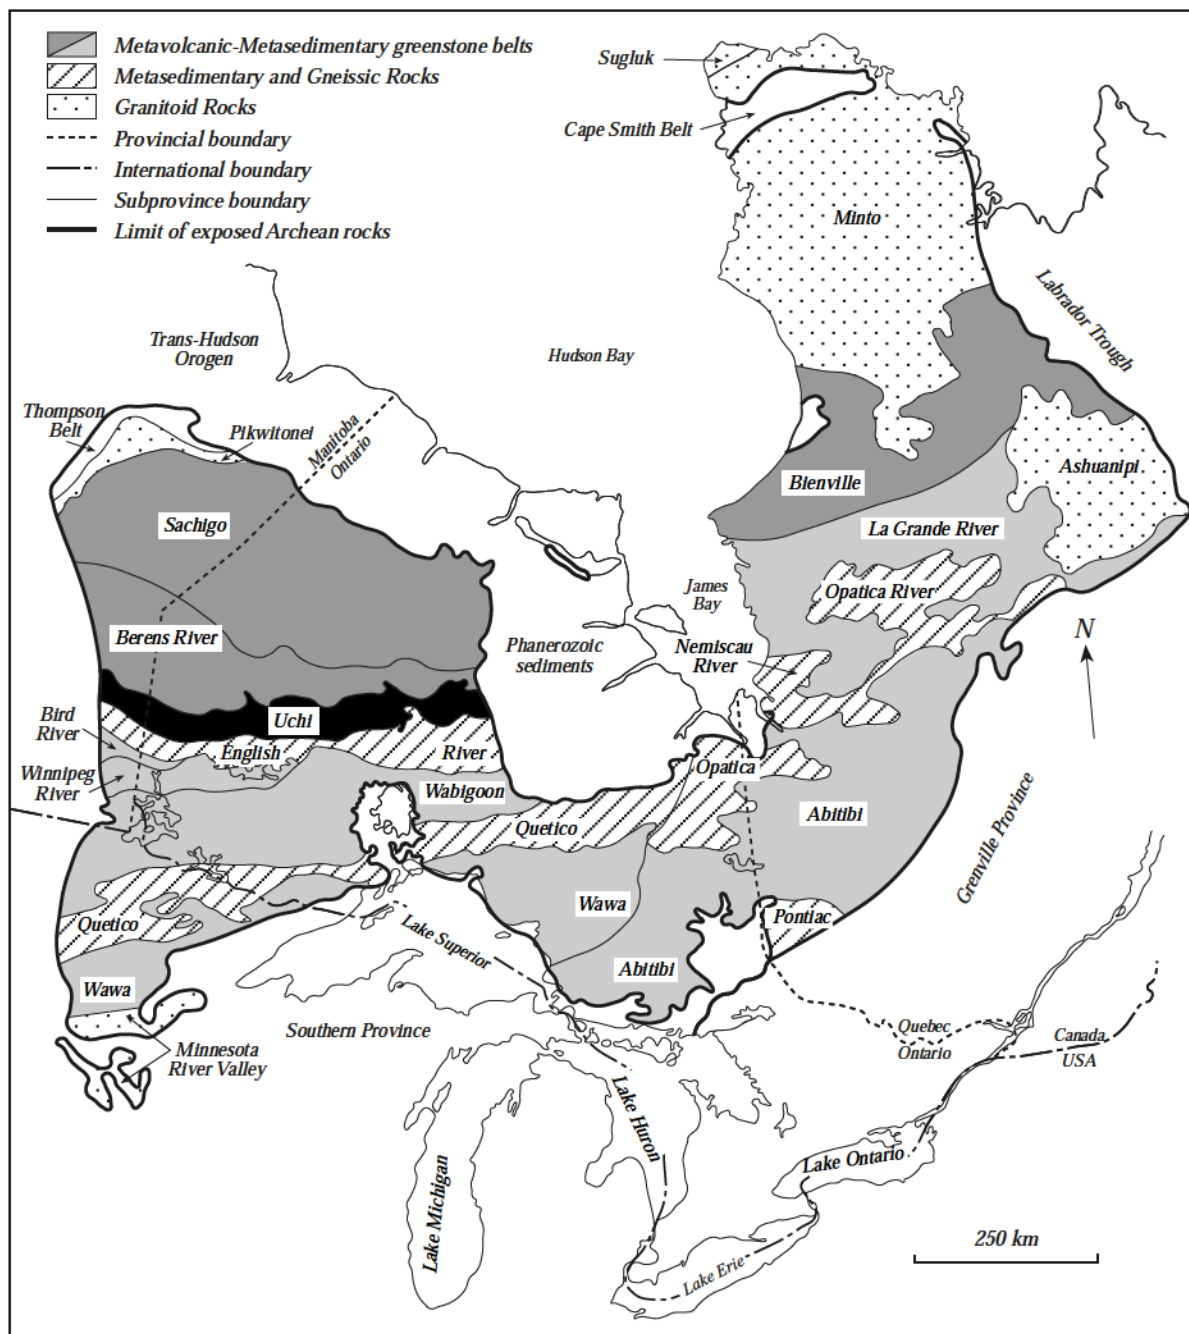 Metavolcanic-Metasedimentary greenstone belts
Metasedimentary and Gneissic Rocks
Granitoid Rocks
Provincial boundary
International boundary
Subprovince boundary
Limit of exposed Archean rocks
Sugluk
Cape Smith Belt
Minto
Labrador Trough
Trans-Hudson
Orogen
Hudson Bay
Thompson
Belt
Pikwitonei
Manitoba
Ontario
Ashuanipi
Bienville
Sachigo
La Grande River
James
Bay
Opatica River
Berens River
Phanerozoic
sediments
Nemiscau
River
N
Bird
River
Uchi
English
River
Winnipeg
River
Wabigoon
Opatica
Quetico
Abitibi
Grenville Province
Wawa
Pontiac
Quetico
Lake Superior
Abitibi
Wawa
Southern Province
Minnesota
River Valley
Quebec
Ontario
Canada
USA
Lake Huron
Lake Michigan
Lake Ontario
Lake Erie
250 km